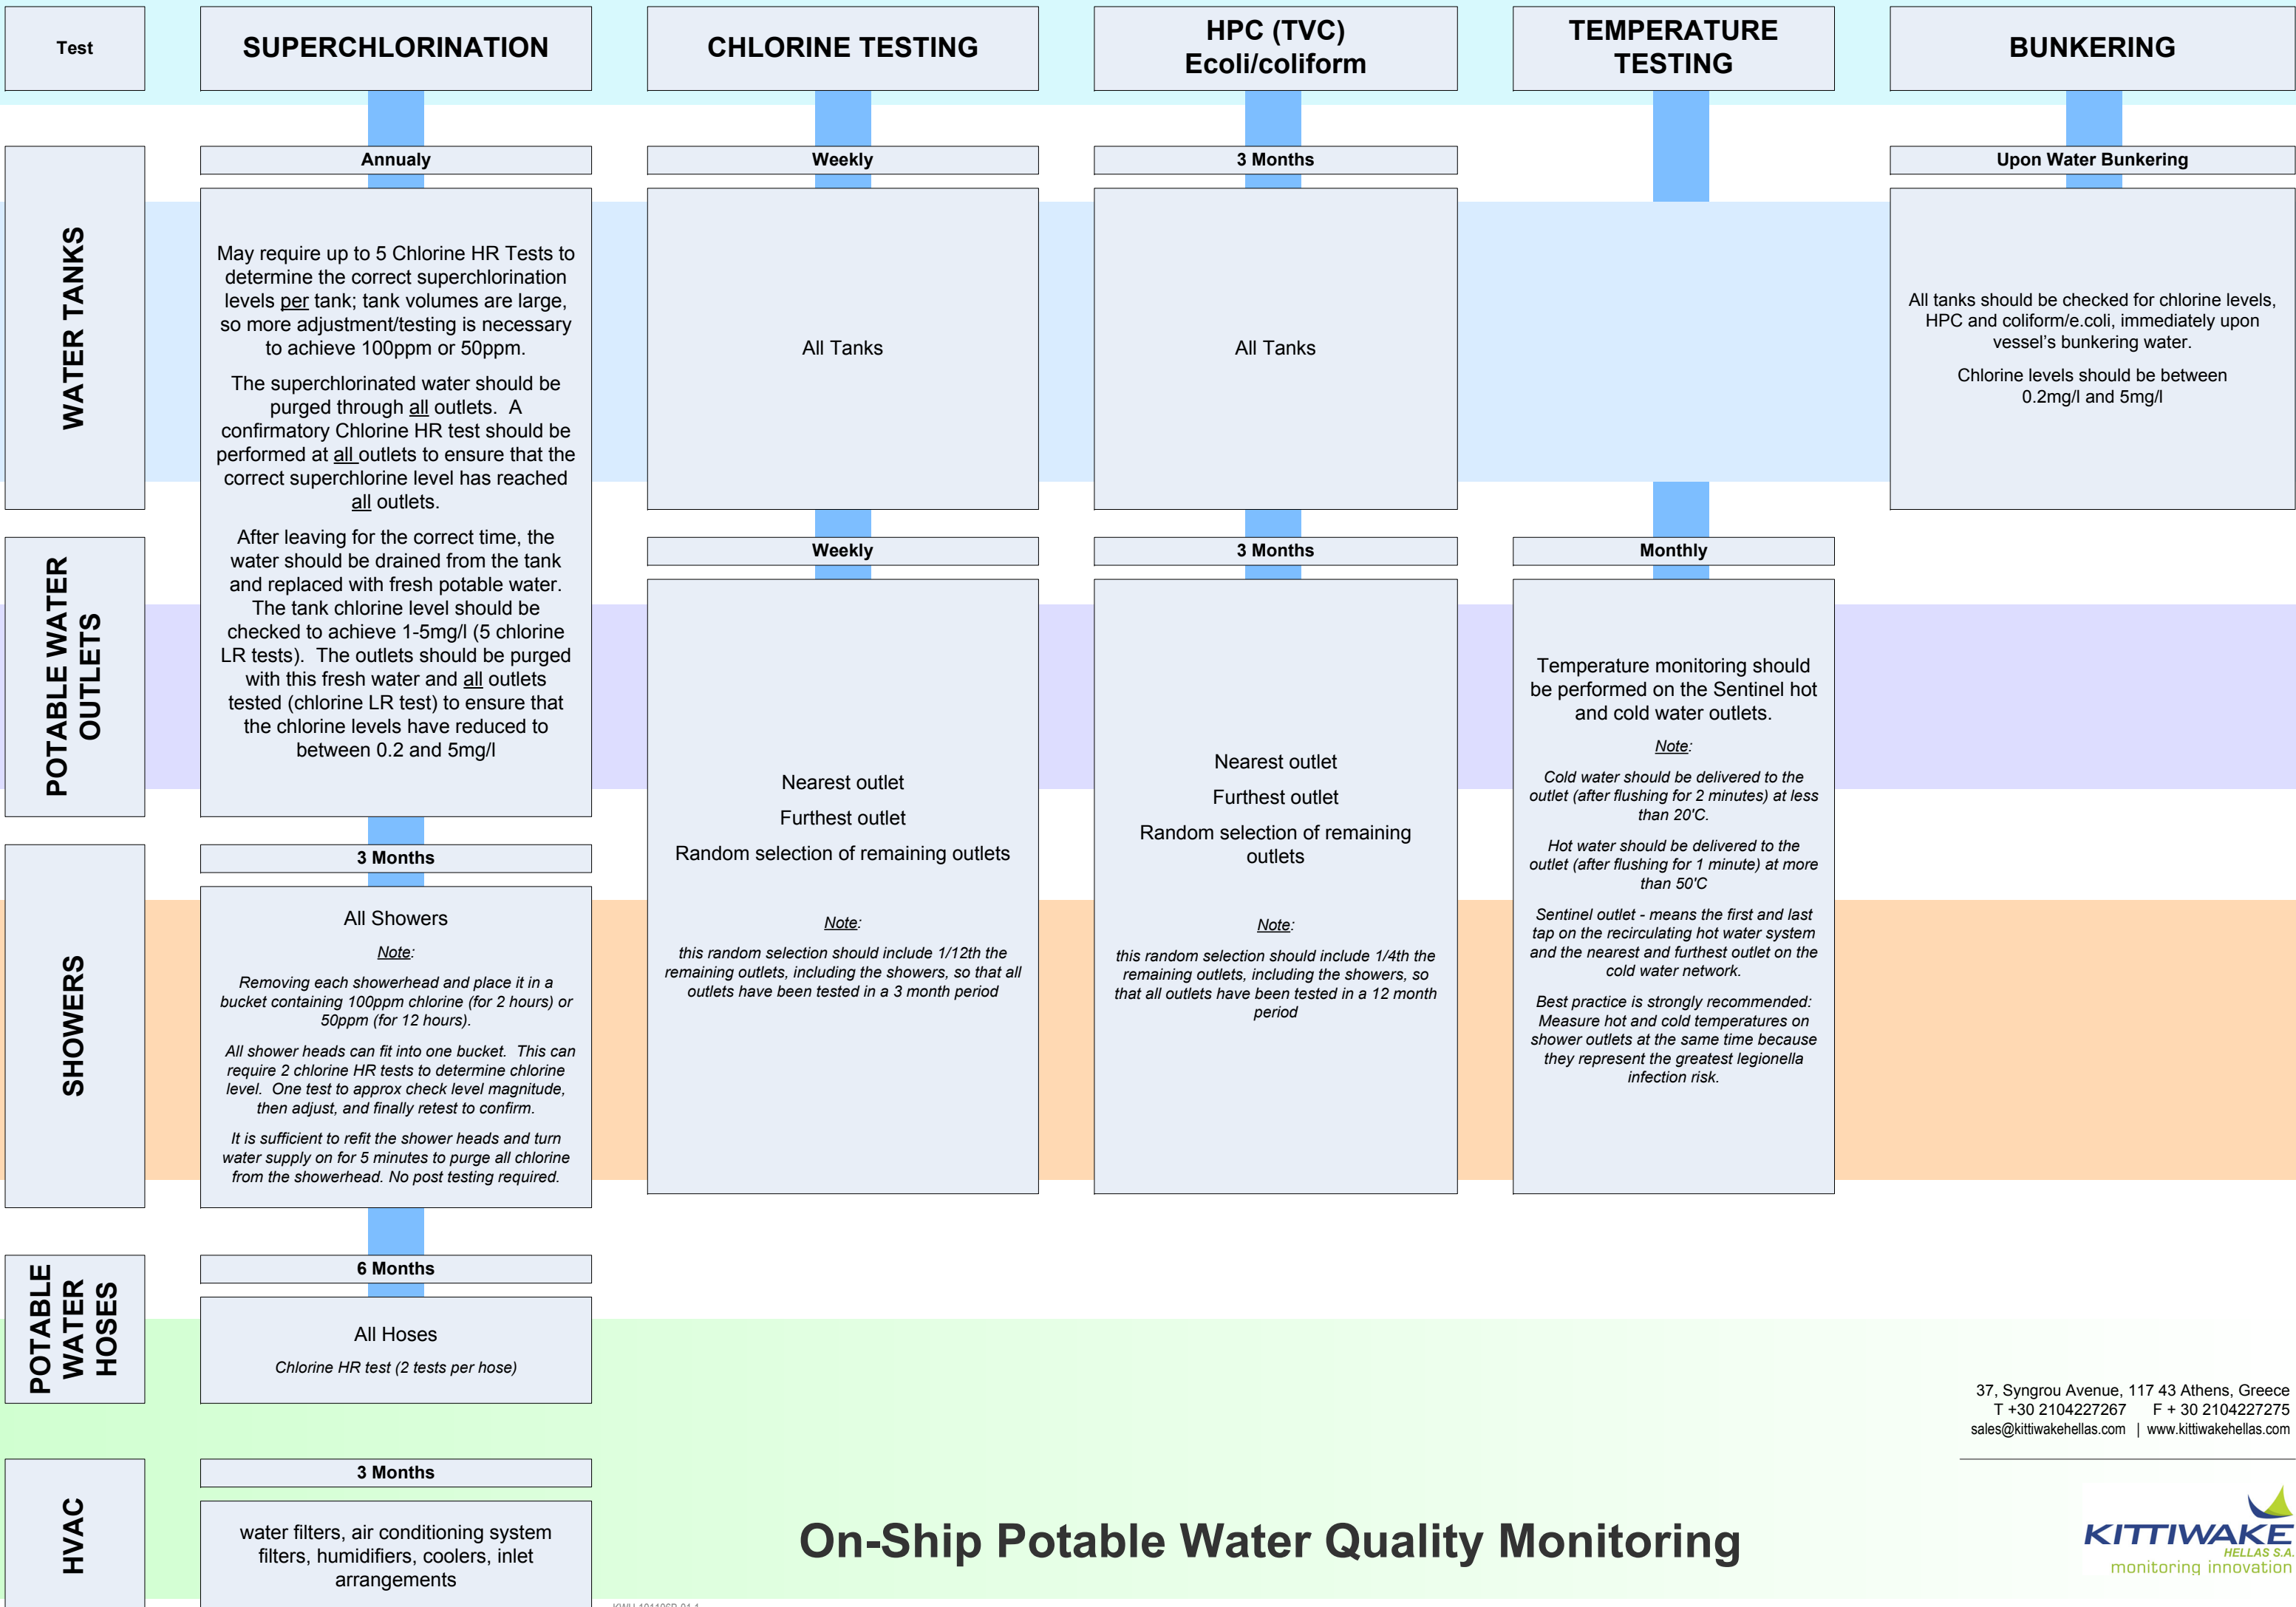 Test
SUPERCHLORINATION
CHLORINE TESTING
HPC (TVC)
Ecoli/coliform
TEMPERATURE
TESTING
BUNKERING
WATER TANKS
Annualy
May require up to 5 Chlorine HR Tests to
determine the correct superchlorination
levels per tank; tank volumes are large,
so more adjustment/testing is necessary
to achieve 100ppm or 50ppm.
The superchlorinated water should be
purged through all outlets. A
confirmatory Chlorine HR test should be
performed at all outlets to ensure that the
correct superchlorine level has reached
all outlets.
After leaving for the correct time, the
water should be drained from the tank
and replaced with fresh potable water.
The tank chlorine level should be
checked to achieve 1-5mg/l (5 chlorine
LR tests). The outlets should be purged
with this fresh water and all outlets
tested (chlorine LR test) to ensure that
the chlorine levels have reduced to
between 0.2 and 5mg/l
Weekly
All Tanks
3 Months
All Tanks
Upon Water Bunkering
All tanks should be checked for chlorine levels,
HPC and coliform/e.coli, immediately upon
vessel's bunkering water.
Chlorine levels should be between
0.2mg/l and 5mg/l
POTABLE WATER
OUTLETS
Weekly
Nearest outlet
Furthest outlet
Random selection of remaining outlets
Note:
this random selection should include 1/12th the
remaining outlets, including the showers, so that all
outlets have been tested in a 3 month period
3 Months
Nearest outlet
Furthest outlet
Random selection of remaining
outlets
Note:
this random selection should include 1/4th the
remaining outlets, including the showers, so
that all outlets have been tested in a 12 month
period
Monthly
Temperature monitoring should
be performed on the Sentinel hot
and cold water outlets.
Note:
Cold water should be delivered to the
outlet (after flushing for 2 minutes) at less
than 20'C.
Hot water should be delivered to the
outlet (after flushing for 1 minute) at more
than 50'C
Sentinel outlet - means the first and last
tap on the recirculating hot water system
and the nearest and furthest outlet on the
cold water network.
Best practice is strongly recommended:
Measure hot and cold temperatures on
shower outlets at the same time because
they represent the greatest legionella
infection risk.
SHOWERS
3 Months
All Showers
Note:
Removing each showerhead and place it in a
bucket containing 100ppm chlorine (for 2 hours) or
50ppm (for 12 hours).
All shower heads can fit into one bucket. This can
require 2 chlorine HR tests to determine chlorine
level. One test to approx check level magnitude,
then adjust, and finally retest to confirm.
It is sufficient to refit the shower heads and turn
water supply on for 5 minutes to purge all chlorine
from the showerhead. No post testing required.
POTABLE
WATER
HOSES
6 Months
All Hoses
Chlorine HR test (2 tests per hose)
HVAC
3 Months
water filters, air conditioning system
filters, humidifiers, coolers, inlet
arrangements
On-Ship Potable Water Quality Monitoring
37, Syngrou Avenue, 117 43 Athens, Greece
T +30 2104227267 F + 30 2104227275
sales@kittiwakehellas.com | www.kittiwakehellas.com
KITTIWAKE
HELLAS S.A.
monitoring innovation